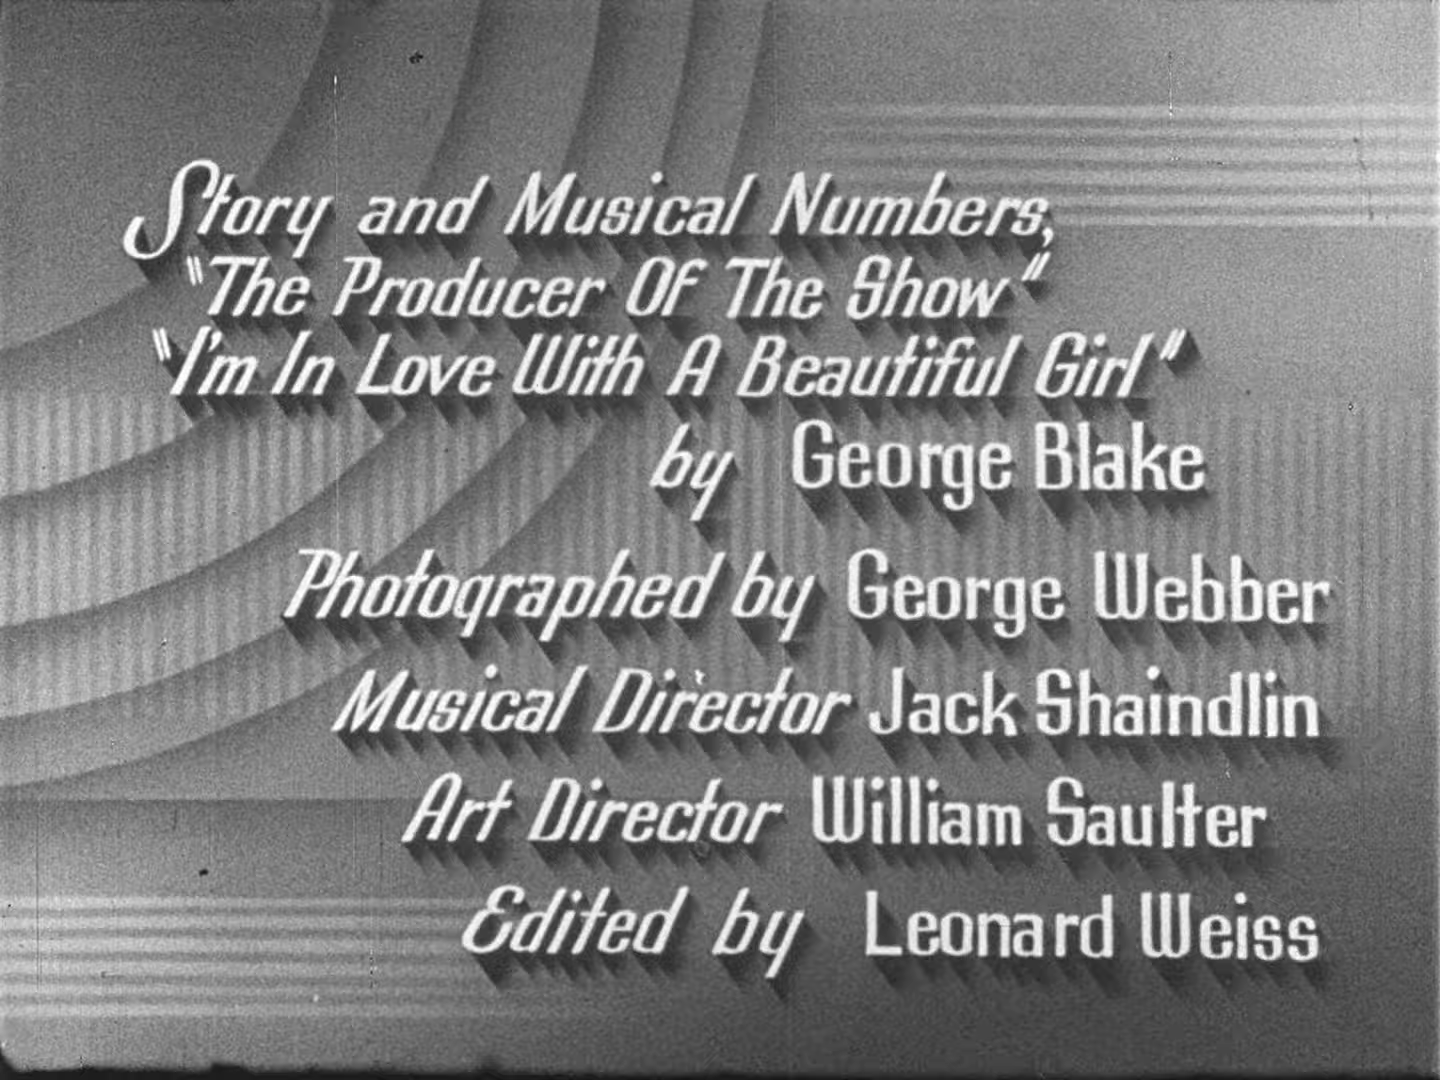 Story and Musical Numbers,
"The Producer Of The Show"
"I'm In Love With A Beautiful Girl"
by George Blake
Photographed by George Webber
Musical Director Jack Shaindlin
Art Director William Saulter
Edited by Leonard Weiss